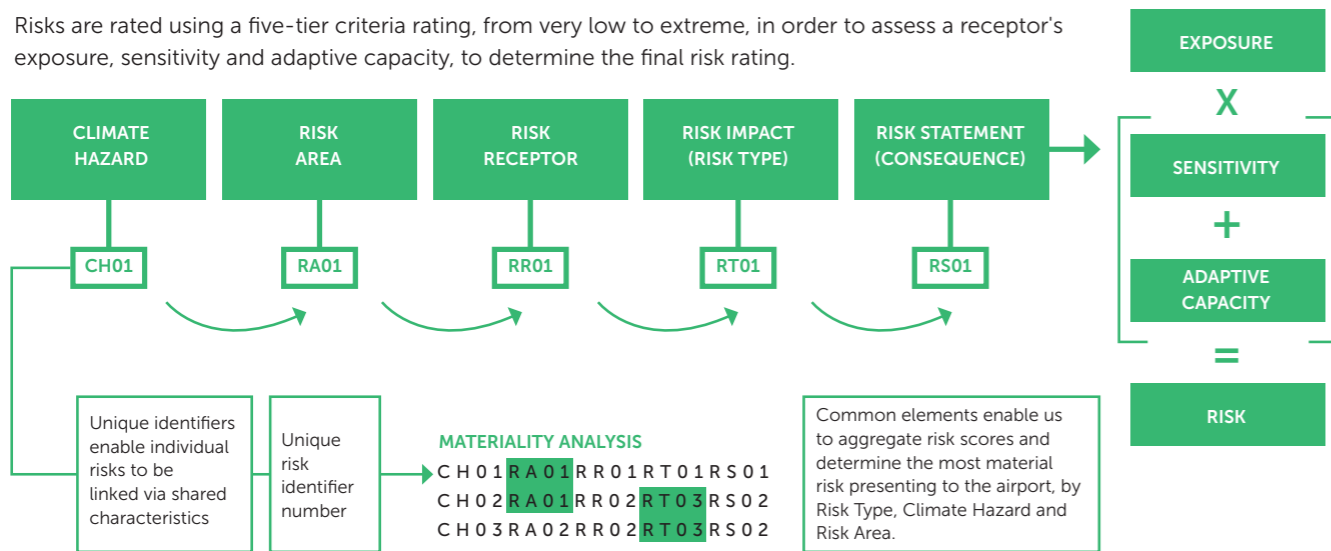 Risks are rated using a five-tier criteria rating, from very low to extreme, in order to assess a receptor's
exposure, sensitivity and adaptive capacity, to determine the final risk rating.
CLIMATE
HAZARD
RISK
AREA
RISK
RECEPTOR
RISK IMPACT
(RISK TYPE)
RISK STATEMENT
(CONSEQUENCE)
CH01
RA01
RR01
RT01
RS01
EXPOSURE
X
SENSITIVITY
+
ADAPTIVE
CAPACITY
=
RISK
Unique identifiers
enable individual
risks to be
linked via shared
characteristics
Unique
risk
identifier
number
MATERIALITY ANALYSIS
CH01RA01RR01RT01RS01
CH02RA01RR02RT03RS02
CH03RA02RR02RT03RS02
Common elements enable us
to aggregate risk scores and
determine the most material
risk presenting to the airport, by
Risk Type, Climate Hazard and
Risk Area.